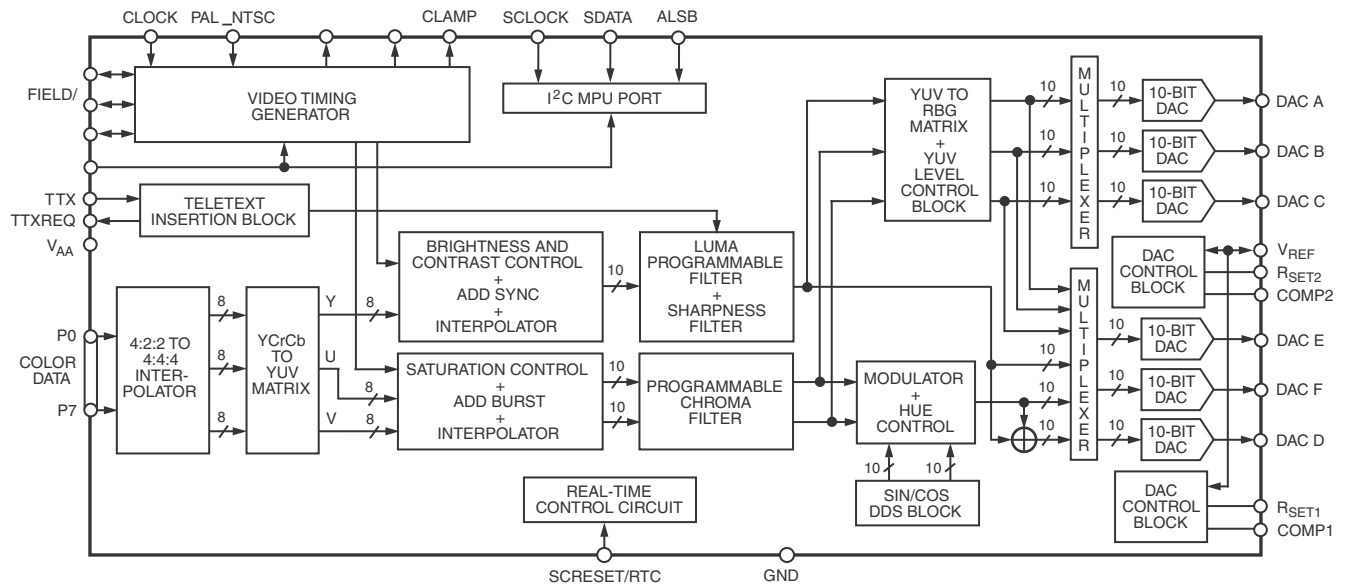 CLOCK PAL_NTSC CLAMP SCLOCK SDATA ALSB
FIELD/
VIDEO TIMING
GENERATOR
I2C MPU PORT
TTX
TTXREQ
VAA
TELETEXT
INSERTION BLOCK
P0
COLOR
DATA
P7
4:2:2 TO
4:4:4
INTER-
POLATOR
8
8
8
YCrCb
TO
YUV
MATRIX
Y
8
U
8
V
8
BRIGHTNESS AND
CONTRAST CONTROL
+
ADD SYNC
+
INTERPOLATOR
10
SATURATION CONTROL
+
ADD BURST
+
INTERPOLATOR
10
10
LUMA
PROGRAMMABLE
FILTER
+
SHARPNESS
FILTER
PROGRAMMABLE
CHROMA
FILTER
YUV TO
RBG
MATRIX
+
YUV
LEVEL
CONTROL
BLOCK
10
10
10
MODULATOR
+
HUE
CONTROL
10
10
SIN/COS
DDS BLOCK
10
10
10
MULTIPLEXER
10
10
10
10-BIT
DAC
DAC A
10-BIT
DAC
DAC B
10-BIT
DAC
DAC C
DAC
CONTROL
BLOCK
VREF
RSET2
COMP2
MULTIPLEXER
10
10
10
10-BIT
DAC
DAC E
10-BIT
DAC
DAC F
10-BIT
DAC
DAC D
DAC
CONTROL
BLOCK
RSET1
COMP1
REAL-TIME
CONTROL CIRCUIT
SCRESET/RTC
GND